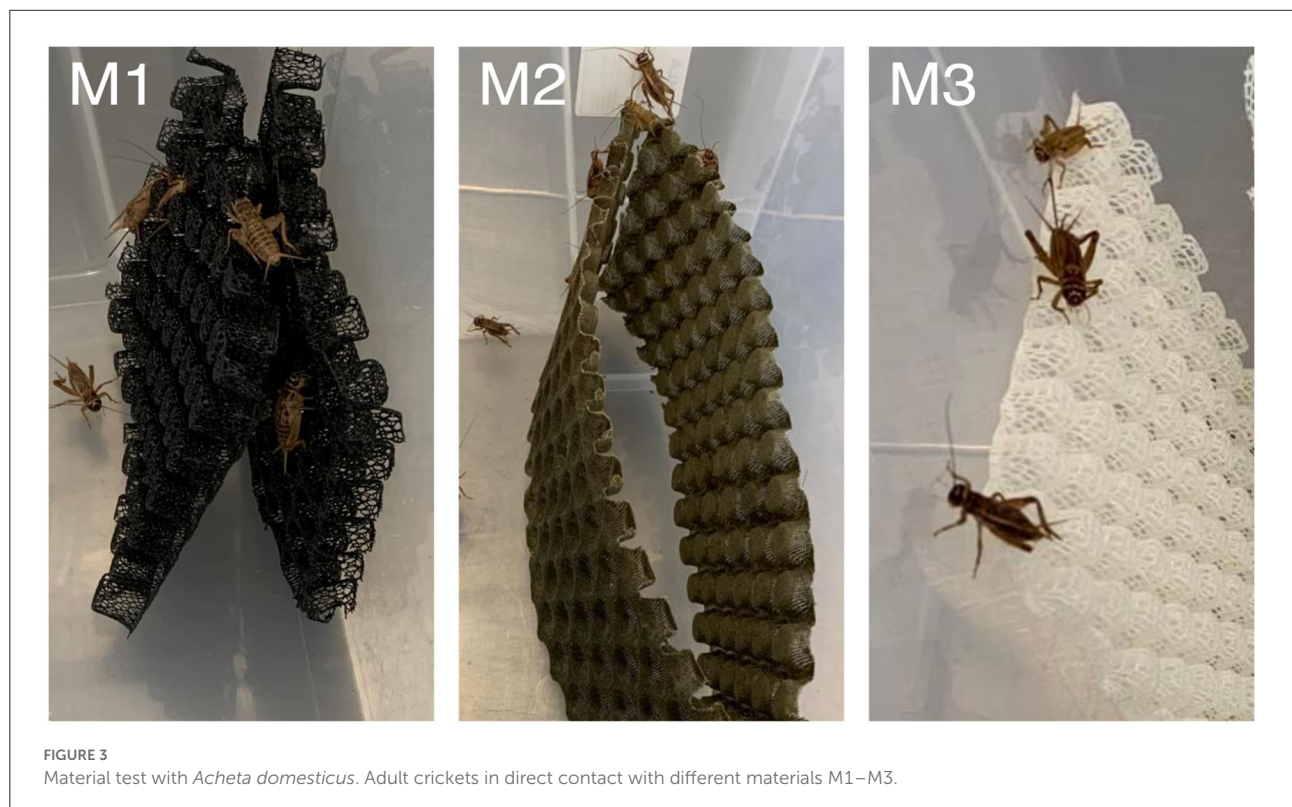 M1
M2
M3
FIGURE 3
Material test with Acheta domesticus. Adult crickets in direct contact with different materials M1–M3.